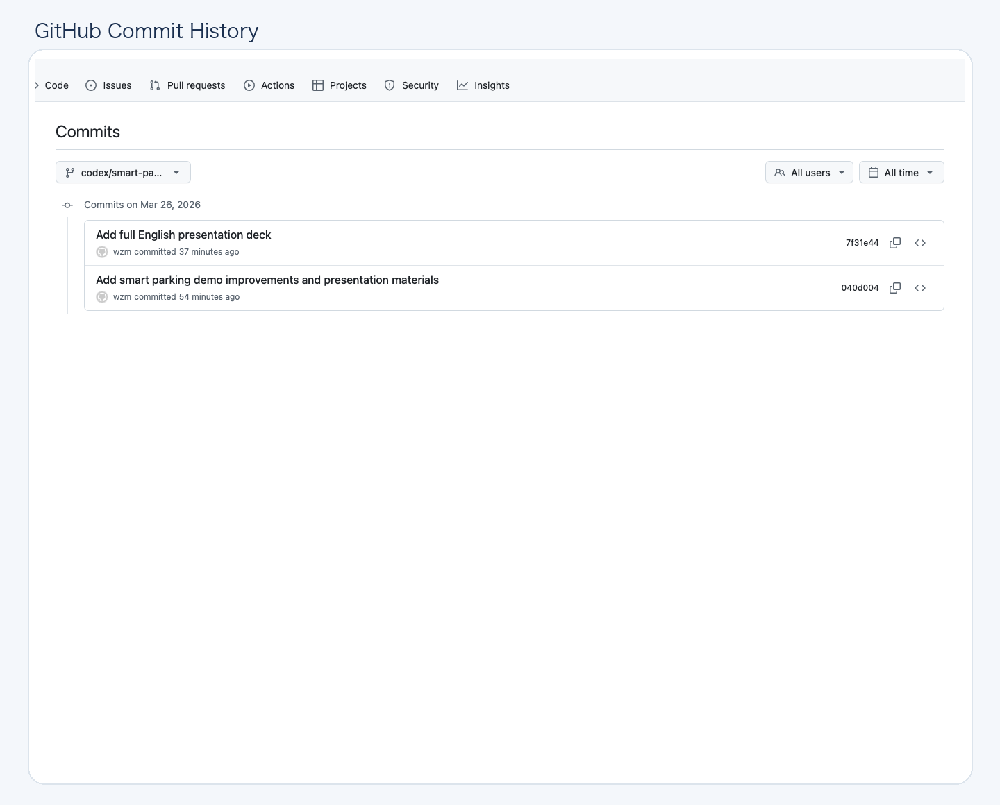 GitHub Commit History
Code Issues Pull requests Actions Projects Security Insights
Commits
codex/smart-pa... All users All time
Commits on Mar 26, 2026
Add full English presentation deck
wzm committed 37 minutes ago
7f31e44
Add smart parking demo improvements and presentation materials
wzm committed 54 minutes ago
040d004